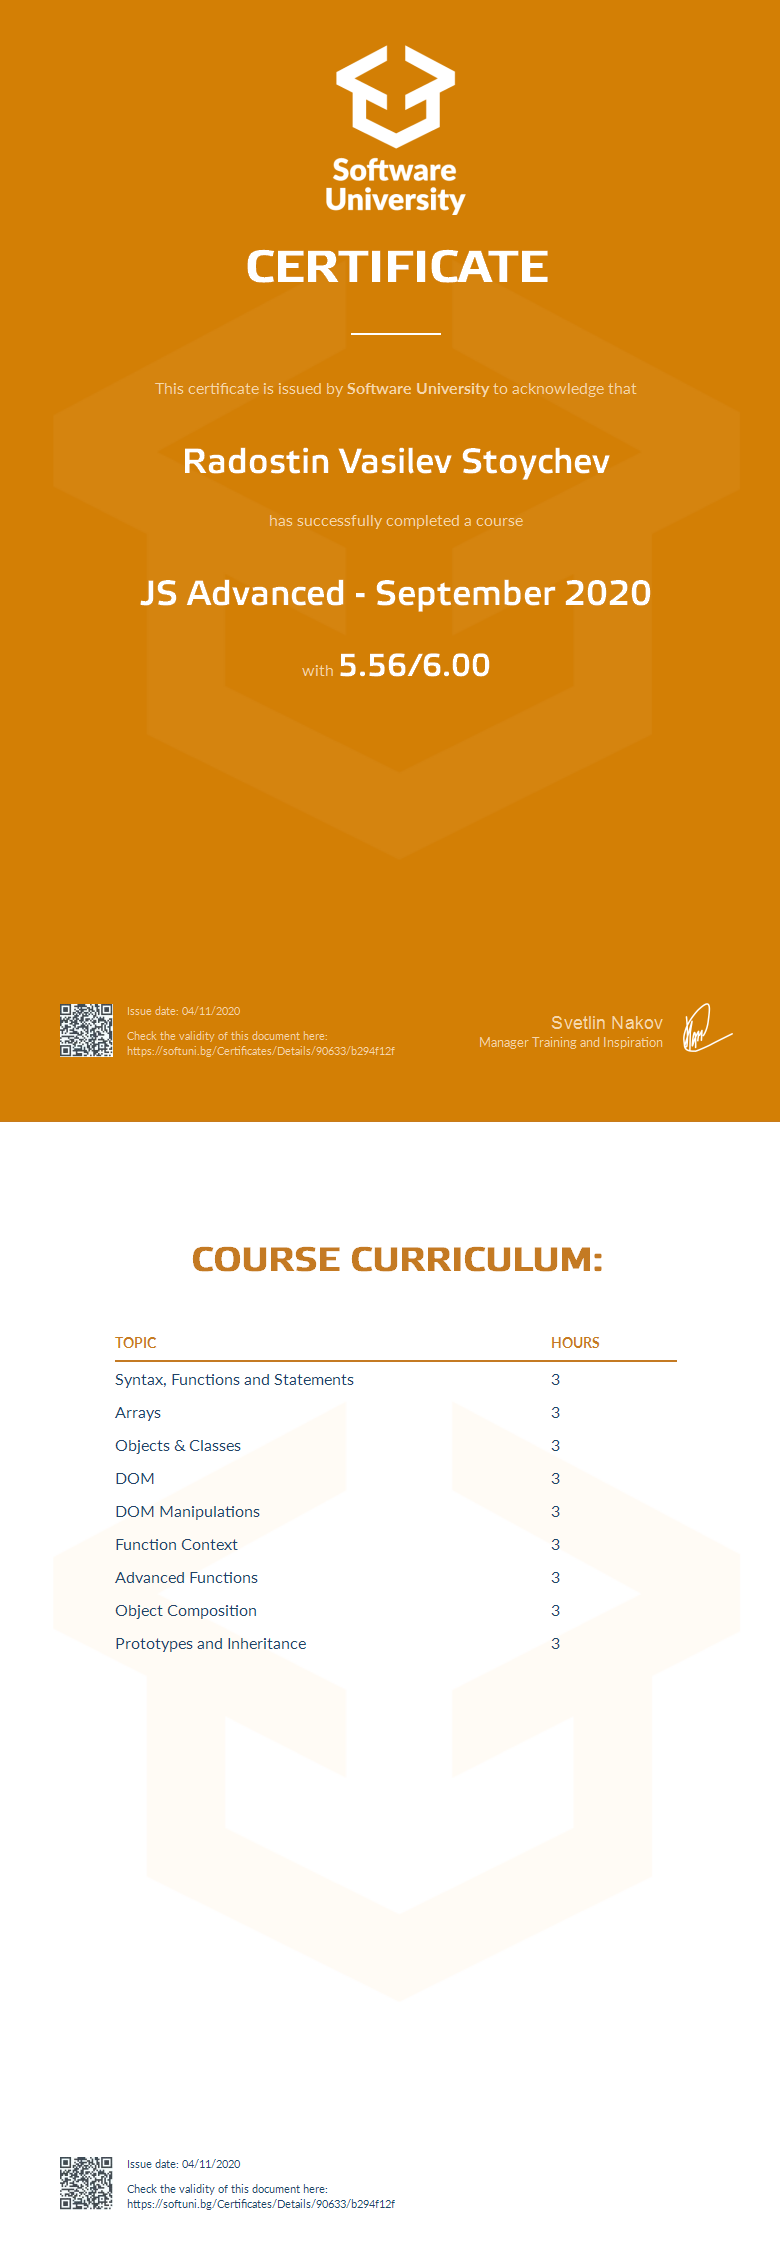 Software
University
CERTIFICATE
This certificate is issued by Software University to acknowledge that
Radostin Vasilev Stoychev
has successfully completed a course
JS Advanced - September 2020
with 5.56/6.00
Issue date: 04/11/2020
Check the validity of this document here:
https://softuni.bg/Certificates/Details/90633/b294f12f
Svetlin Nakov
Manager Training and Inspiration
COURSE CURRICULUM:
TOPIC HOURS
Syntax, Functions and Statements 3
Arrays 3
Objects & Classes 3
DOM 3
DOM Manipulations 3
Function Context 3
Advanced Functions 3
Object Composition 3
Prototypes and Inheritance 3
Issue date: 04/11/2020
Check the validity of this document here:
https://softuni.bg/Certificates/Details/90633/b294f12f